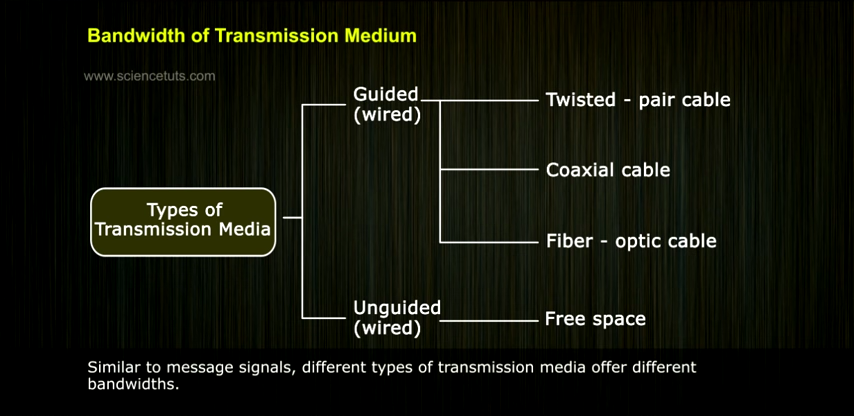 Bandwidth of Transmission Medium
www.sciencetuts.com
Types of
Transmission Media
Guided
(wired)
Twisted - pair cable
Coaxial cable
Fiber - optic cable
Unguided
(wired)
Free space
Similar to message signals, different types of transmission media offer different
bandwidths.